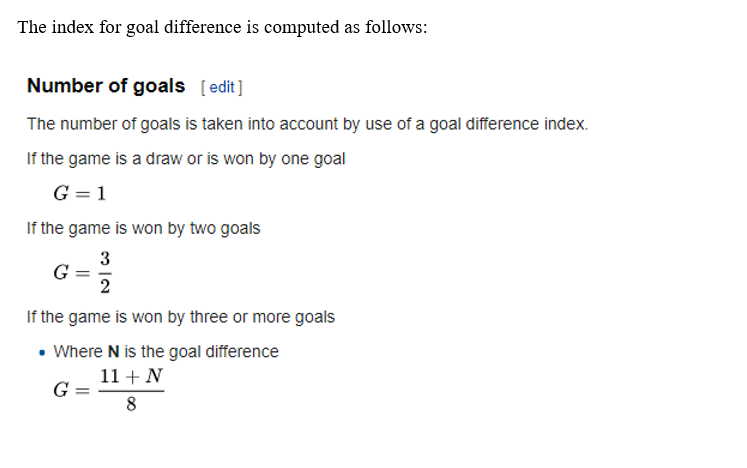 The index for goal difference is computed as follows:
Number of goals [ edit ]
The number of goals is taken into account by use of a goal difference index.
If the game is a draw or is won by one goal
G = 1
If the game is won by two goals
G = 3/2
If the game is won by three or more goals
• Where N is the goal difference
G = (11 + N)/8